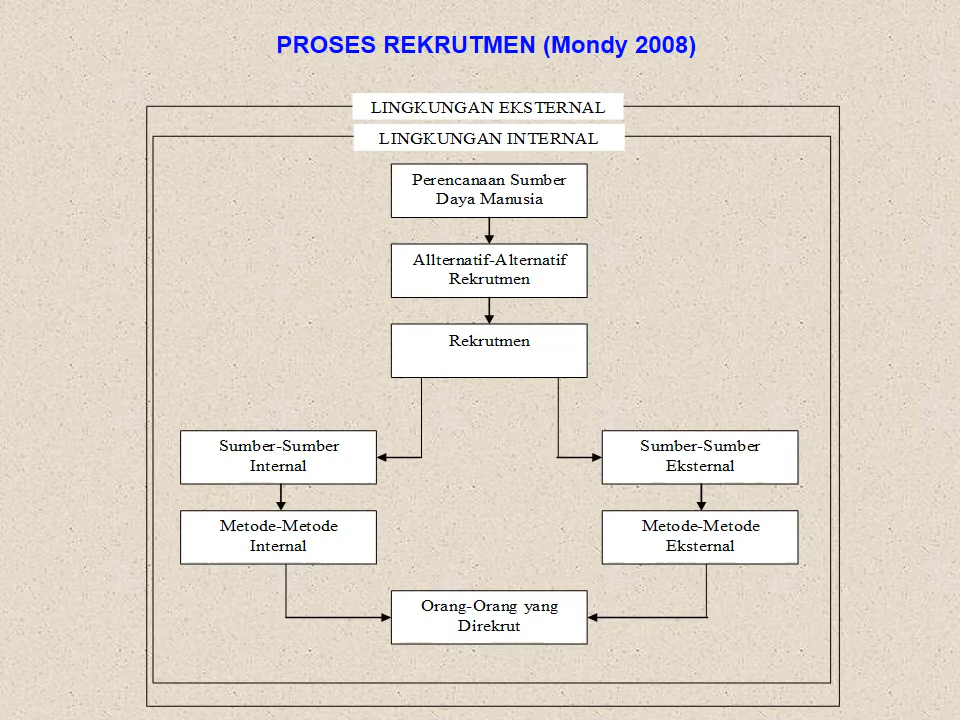 PROSES REKRUTMEN (Mondy 2008)
LINGKUNGAN EKSTERNAL
LINGKUNGAN INTERNAL
Perencanaan Sumber
Daya Manusia
Allternatif-Alternatif
Rekrutmen
Rekrutmen
Sumber-Sumber
Internal
Sumber-Sumber
Eksternal
Metode-Metode
Internal
Metode-Metode
Eksternal
Orang-Orang yang
Direkrut